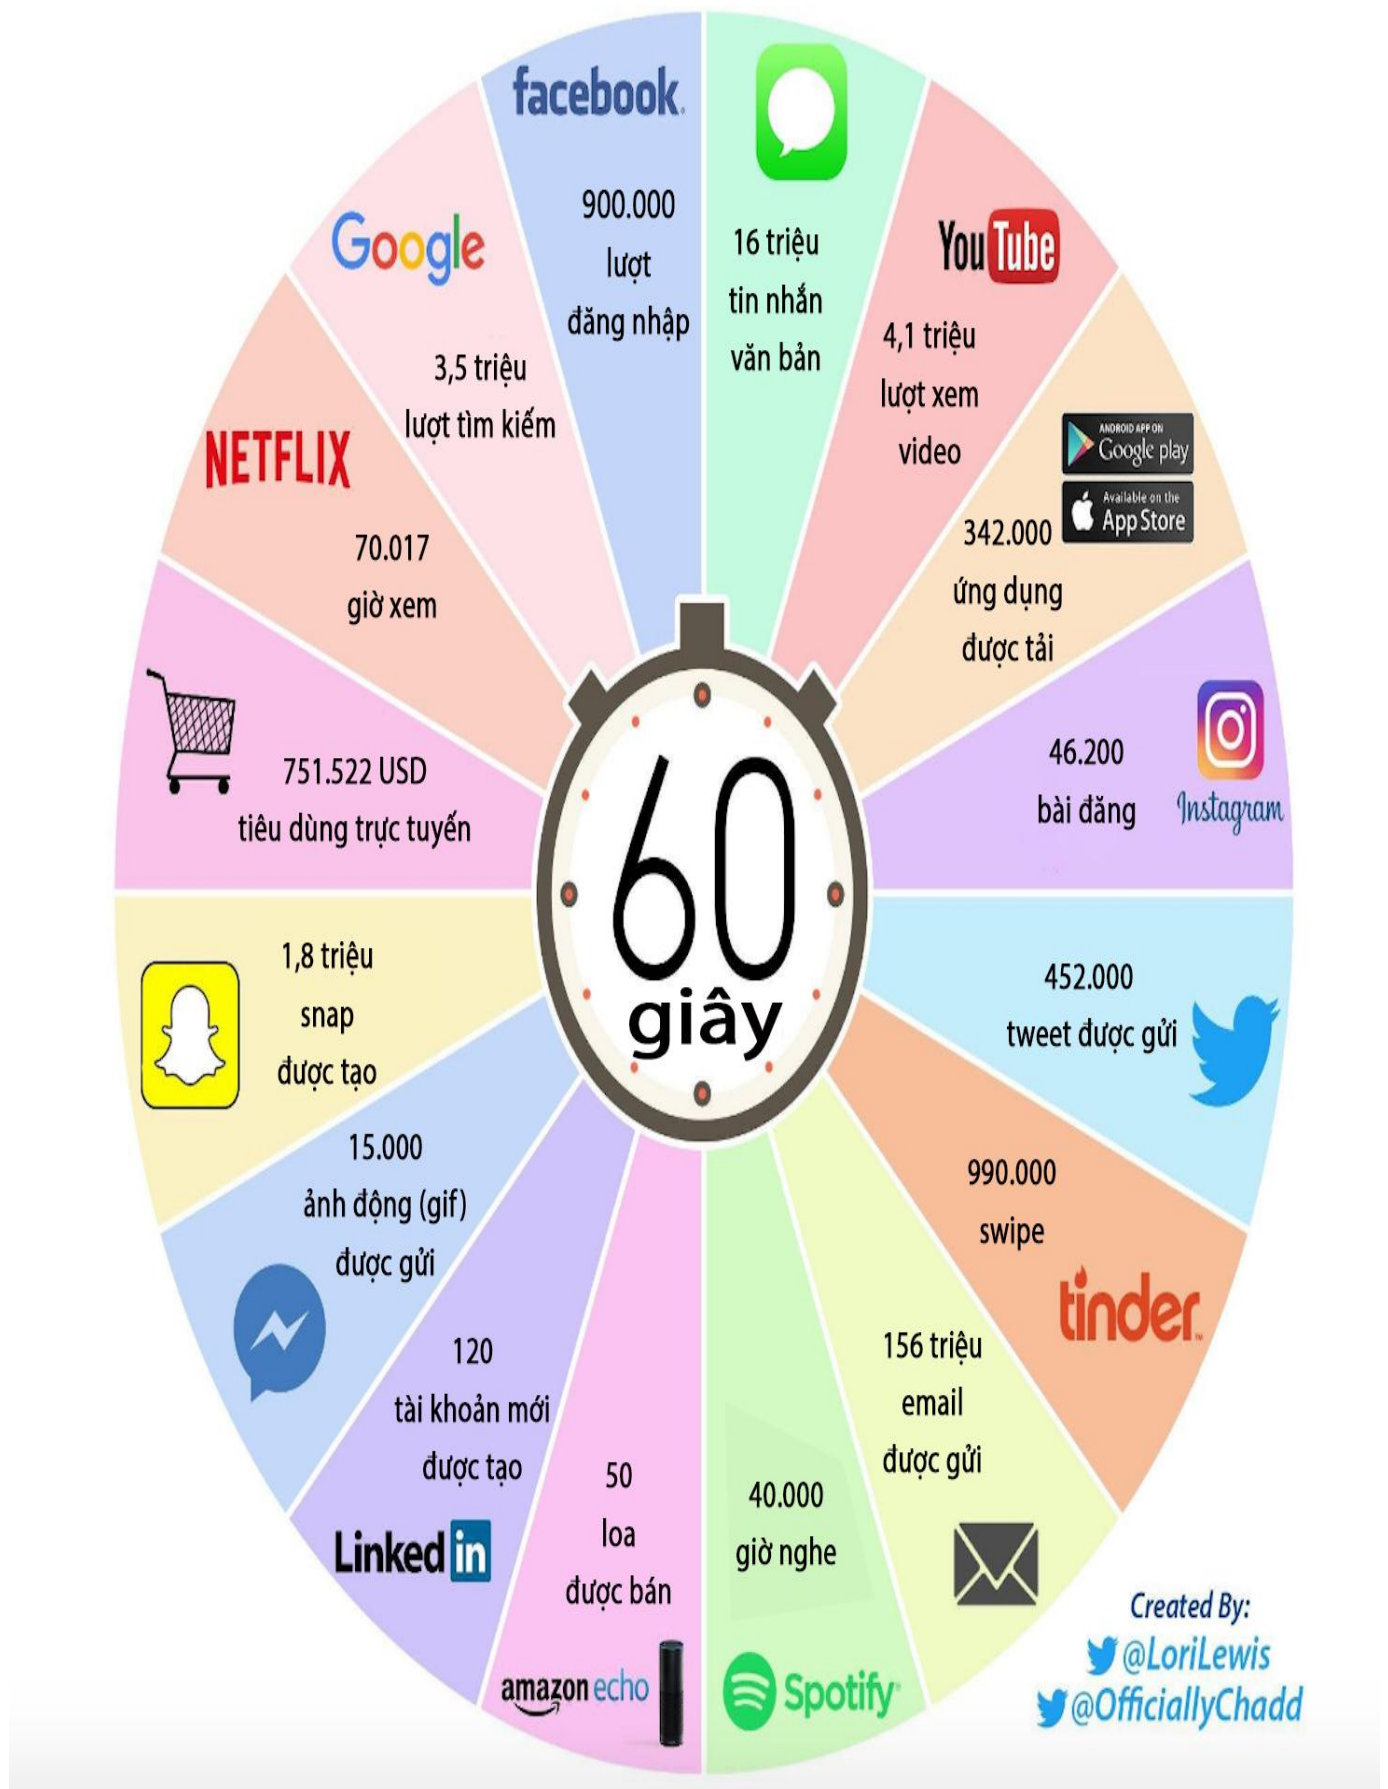 facebook
900.000
lượt
đăng nhập
16 triệu
tin nhắn
văn bản
YouTube
4,1 triệu
lượt xem
video
ANDROID APP ON
Google play
Available on the
App Store
342.000
ứng dụng
được tải
46.200
bài đăng
Instagram
452.000
tweet được gửi
990.000
swipe
tinder
156 triệu
email
được gửi
40.000
giờ nghe
Spotify
50
loa
được bán
amazon echo
120
tài khoản mới
được tạo
Linked in
15.000
ảnh động (gif)
được gửi
1,8 triệu
snap
được tạo
751.522 USD
tiêu dùng trực tuyến
NETFLIX
70.017
giờ xem
Google
3,5 triệu
lượt tìm kiếm
60
giây
Created By:
@LoriLewis
@OfficiallyChadd